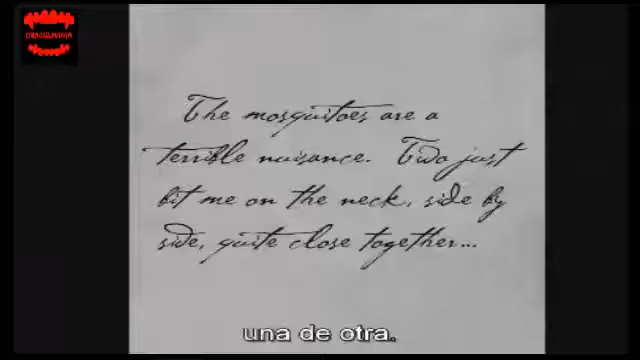 DRACULAVINA
The mosquitoes are a
terrible nuisance. Two just
bit me on the neck, side by
side, quite close together...
una de otra.